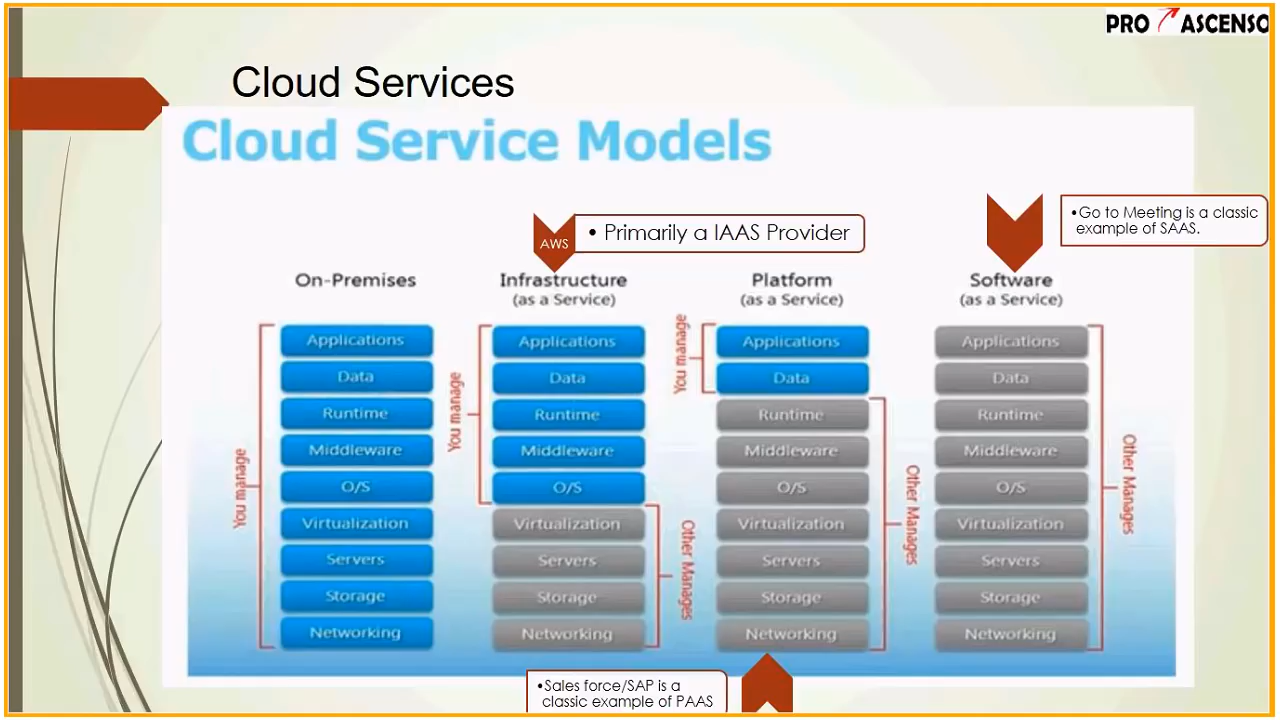 PRO ASCENSO
Cloud Services
Cloud Service Models
•Go to Meeting is a classic
example of SAAS.
AWS
• Primarily a IAAS Provider
On-Premises
Applications
Data
Runtime
Middleware
O/S
Virtualization
Servers
Storage
Networking
You manage
Infrastructure
(as a Service)
Applications
Data
Runtime
Middleware
O/S
Virtualization
Servers
Storage
Networking
You manage
Other Manages
Platform
(as a Service)
Applications
Data
Runtime
Middleware
O/S
Virtualization
Servers
Storage
Networking
You manage
Other Manages
Software
(as a Service)
Applications
Data
Runtime
Middleware
O/S
Virtualization
Servers
Storage
Networking
Other Manages
•Sales force/SAP is a
classic example of PAAS